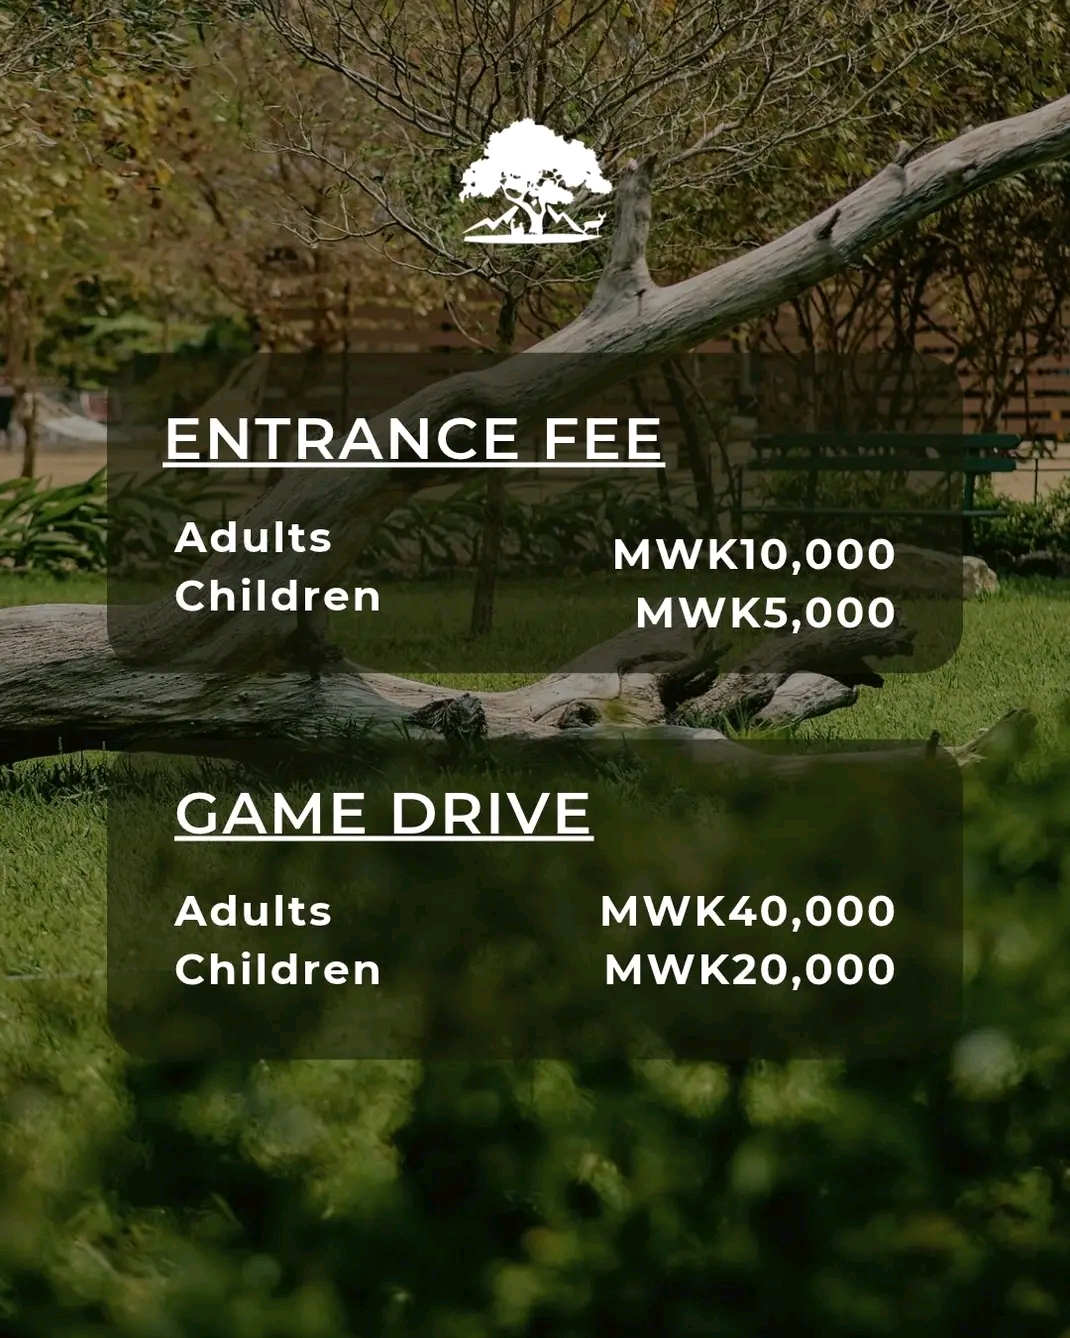 ENTRANCE FEE
Adults MWK10,000
Children MWK5,000
GAME DRIVE
Adults MWK40,000
Children MWK20,000